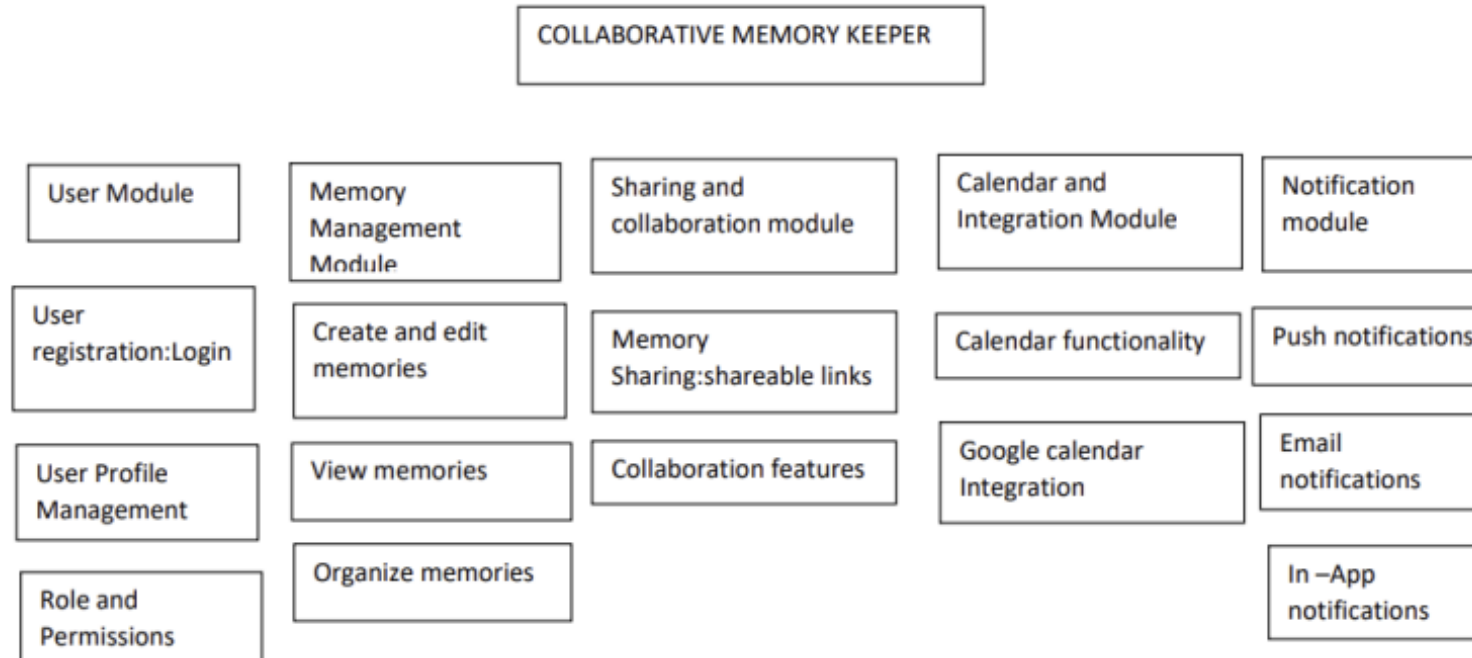 COLLABORATIVE MEMORY KEEPER
User Module
User
registration:Login
User Profile
Management
Role and
Permissions
Memory
Management
Module
Create and edit
memories
View memories
Organize memories
Sharing and
collaboration module
Memory
Sharing:shareable links
Collaboration features
Calendar and
Integration Module
Calendar functionality
Google calendar
Integration
Notification
module
Push notifications
Email
notifications
In –App
notifications